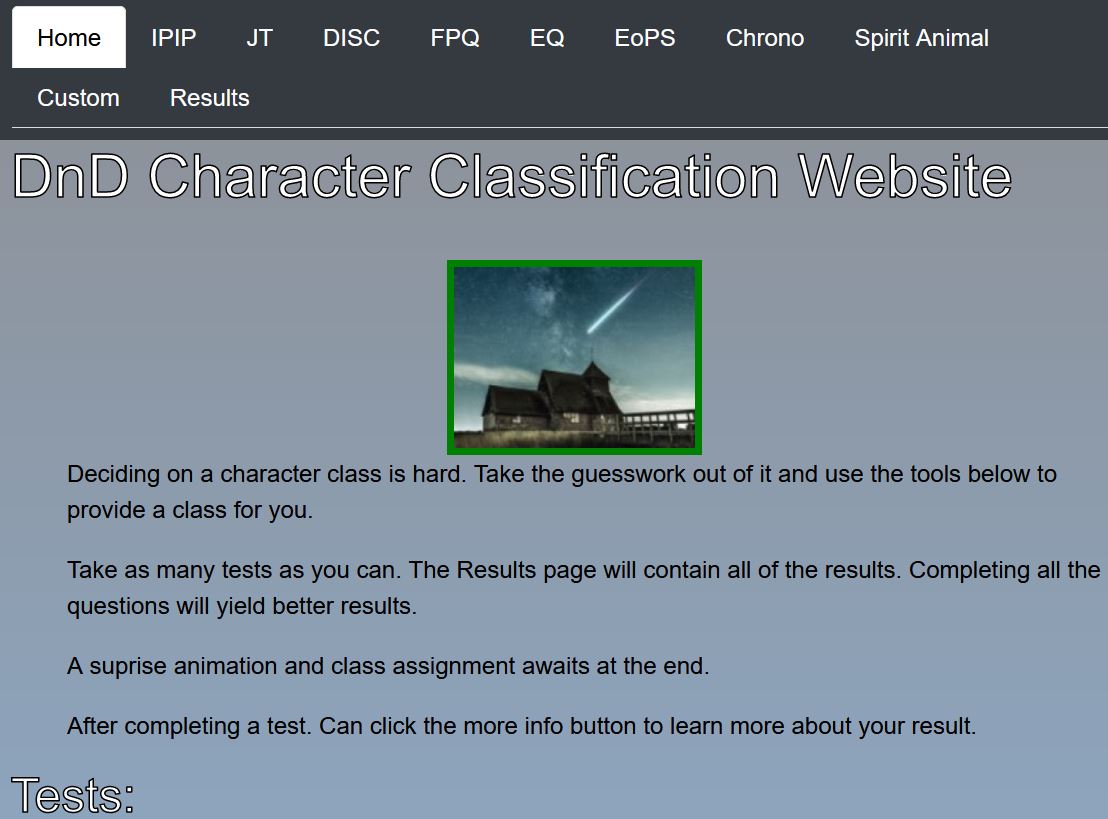 Home IPIP JT DISC FPQ EQ EoPS Chrono Spirit Animal
Custom Results
DnD Character Classification Website
Deciding on a character class is hard. Take the guesswork out of it and use the tools below to
provide a class for you.
Take as many tests as you can. The Results page will contain all of the results. Completing all the
questions will yield better results.
A suprise animation and class assignment awaits at the end.
After completing a test. Can click the more info button to learn more about your result.
Tests: